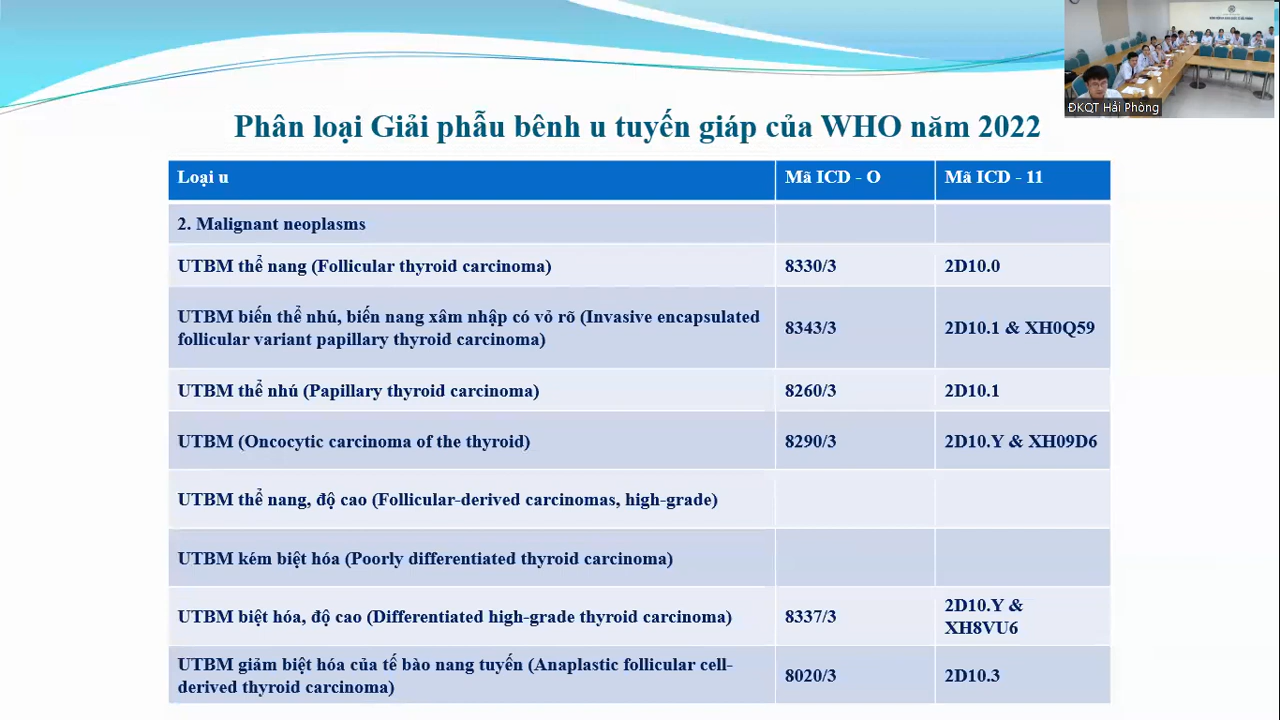 ĐKQT Hải Phòng
Phân loại Giải phẫu bênh u tuyến giáp của WHO năm 2022
Loại u Mã ICD - O Mã ICD - 11
2. Malignant neoplasms
UTBM thể nang (Follicular thyroid carcinoma) 8330/3 2D10.0
UTBM biến thể nhú, biến nang xâm nhập có vỏ rõ (Invasive encapsulated
follicular variant papillary thyroid carcinoma) 8343/3 2D10.1 & XH0Q59
UTBM thể nhú (Papillary thyroid carcinoma) 8260/3 2D10.1
UTBM (Oncocytic carcinoma of the thyroid) 8290/3 2D10.Y & XH09D6
UTBM thể nang, độ cao (Follicular-derived carcinomas, high-grade)
UTBM kém biệt hóa (Poorly differentiated thyroid carcinoma)
UTBM biệt hóa, độ cao (Differentiated high-grade thyroid carcinoma) 8337/3 2D10.Y &
XH8VU6
UTBM giảm biệt hóa của tế bào nang tuyến (Anaplastic follicular cell-
derived thyroid carcinoma) 8020/3 2D10.3